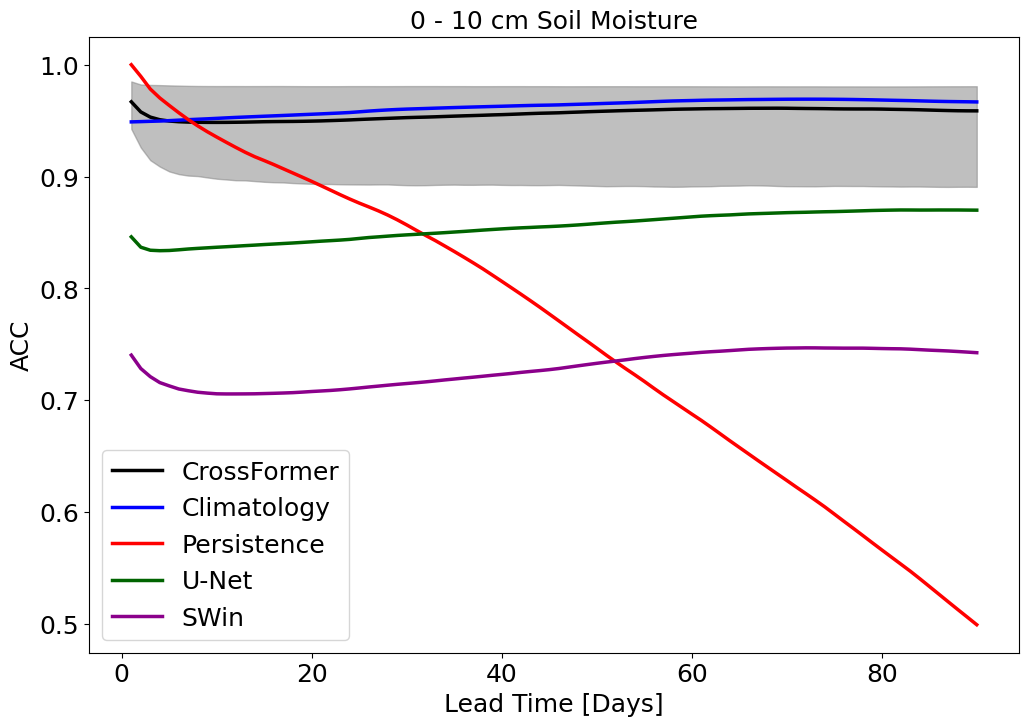 0 - 10 cm Soil Moisture
ACC
1.0
0.9
0.8
0.7
0.6
0.5
CrossFormer
Climatology
Persistence
U-Net
SWin
0 20 40 60 80
Lead Time [Days]